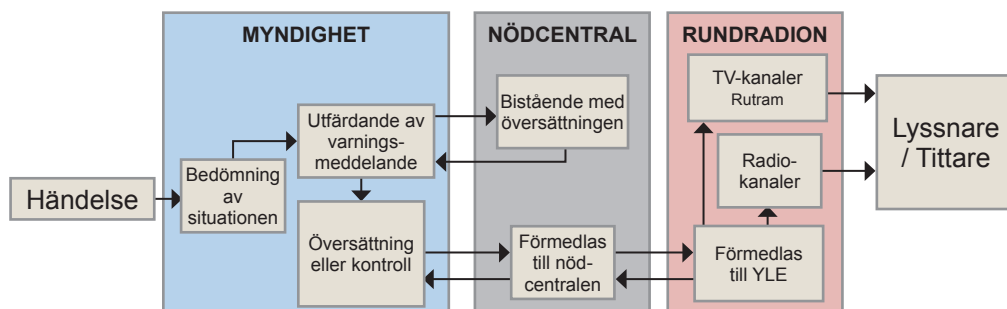 MYNDIGHET
NÖDCENTRAL
RUNDRADION
Händelse
Bedömning
av
situationen
Utfärdande av
varnings-
meddelande
Översättning
eller kontroll
Bistående med
översättningen
Förmedlas
till nöd-
centralen
TV-kanaler
Rutram
Radio-
kanaler
Förmedlas
till YLE
Lyssnare
/ Tittare